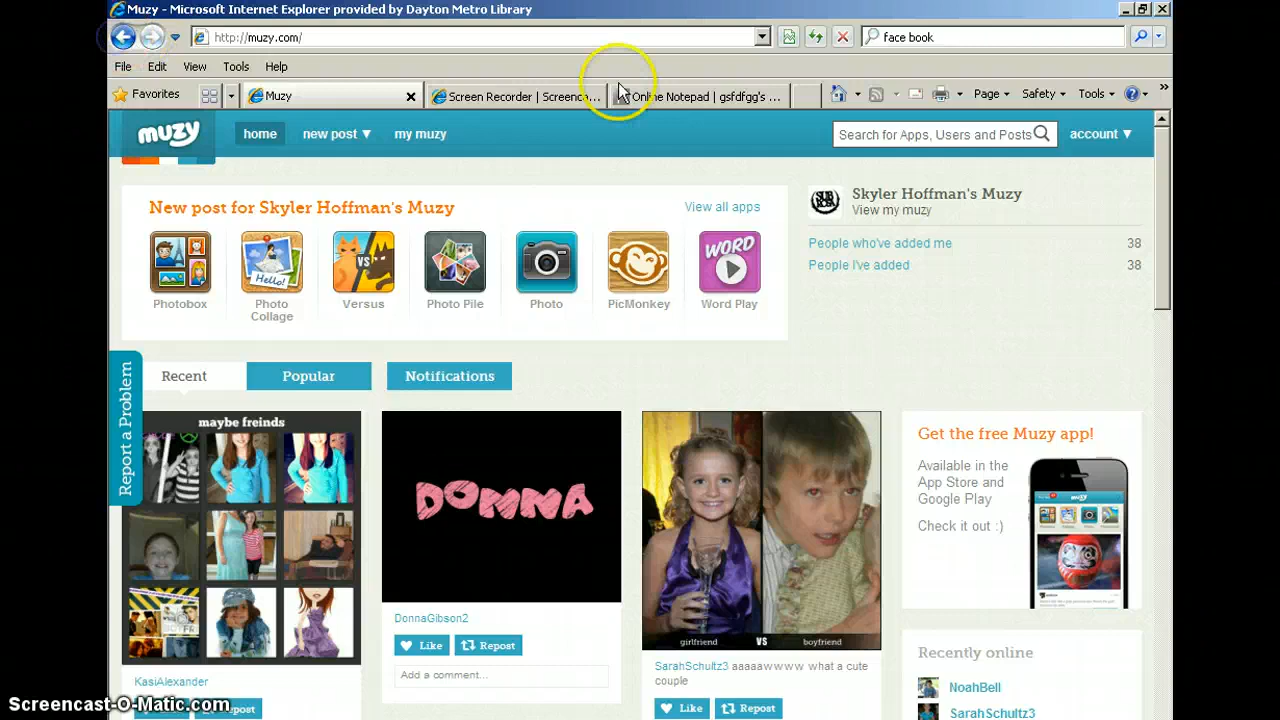 Muzy - Microsoft Internet Explorer provided by Dayton Metro Library
http://muzy.com/
face book
File Edit View Tools Help
Favorites
Muzy
Screen Recorder | Screenca...
Online Notepad | gsfdfgg's ...
Page Safety Tools
muzy
home
new post
my muzy
Search for Apps, Users and Posts
account
New post for Skyler Hoffman's Muzy
View all apps
Skyler Hoffman's Muzy
View my muzy
People who've added me 38
People I've added 38
Hello!
VS
WORD
Photobox
Photo
Collage
Versus
Photo Pile
Photo
PicMonkey
Word Play
Report a Problem
Recent
Popular
Notifications
maybe freinds
DONNA
girlfriend VS boyfriend
Get the free Muzy app!
Available in the
App Store and
Google Play
Check it out :)
DonnaGibson2
Like
Repost
Add a comment...
SarahSchultz3 aaaaawwww what a cute
couple
Like
Repost
KasiAlexander
Recently online
NoahBell
SarahSchultz3
Screencast-O-Matic.com